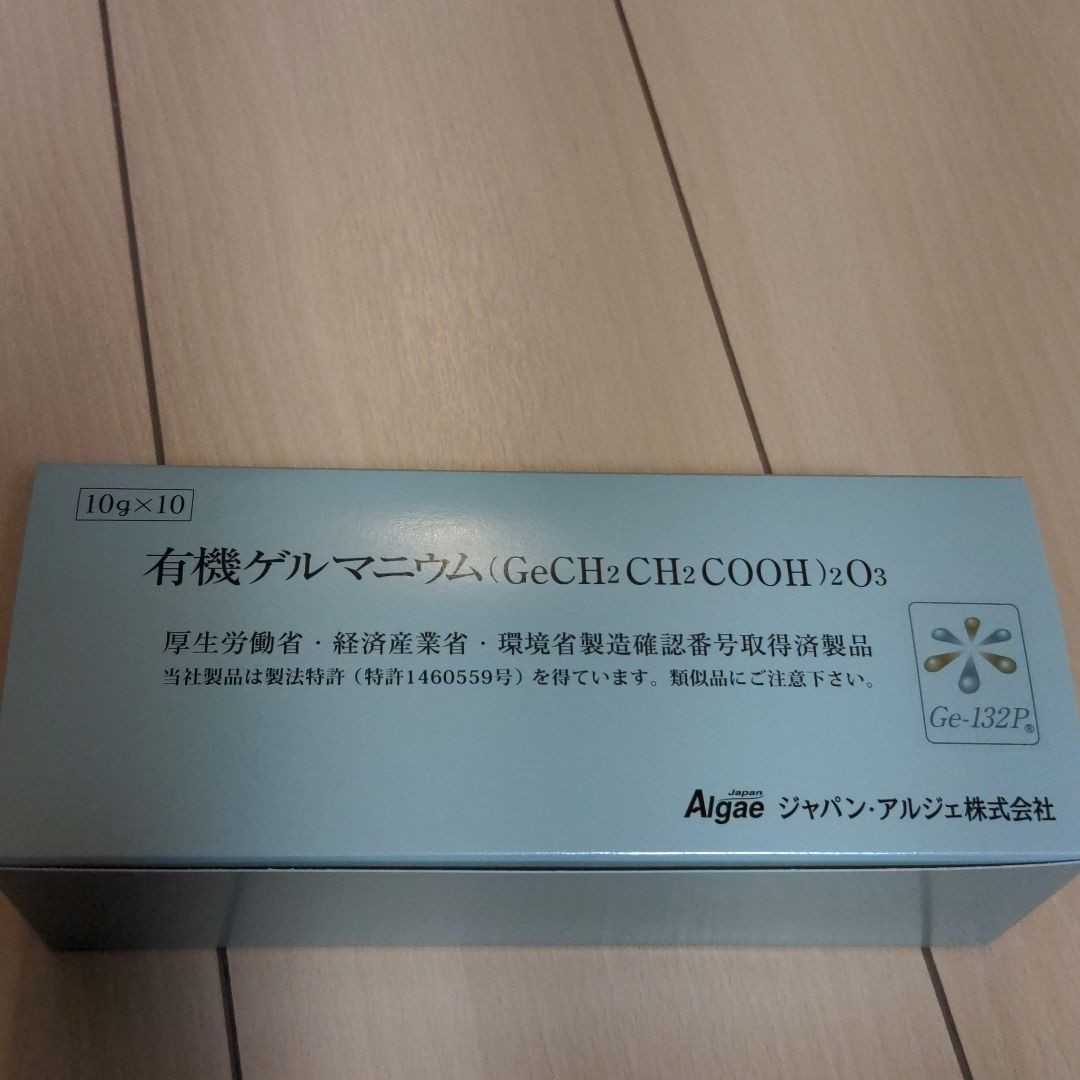 10g×10
有機ゲルマニウム(GeCH2CH2COOH)2O3
厚生労働省・経済産業省・環境省製造確認番号取得済製品
当社製品は製法特許（特許1460559号）を得ています。類似品にご注意下さい。
Ge-132P®
Japan
Algae ジャパン・アルジェ株式会社